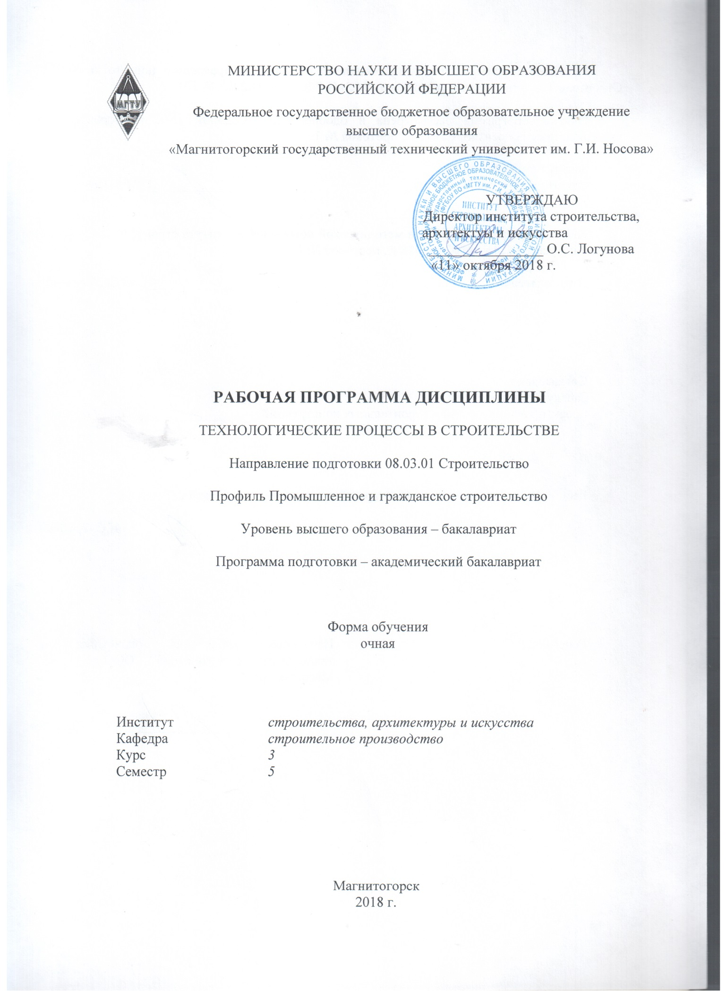 МГТУ
МИНИСТЕРСТВО НАУКИ И ВЫСШЕГО ОБРАЗОВАНИЯ
РОССИЙСКОЙ ФЕДЕРАЦИИ
Федеральное государственное бюджетное образовательное учреждение
высшего образования
«Магнитогорский государственный технический университет им. Г.И. Носова»
УТВЕРЖДАЮ
Директор института строительства,
архитектуы и искусства
О.С. Логунова
«11» октября 2018 г.
ИНСТИТУТ
СТРОИТЕЛЬСТВА,
АРХИТЕКТУРЫ
И ИСКУССТВА
РАБОЧАЯ ПРОГРАММА ДИСЦИПЛИНЫ
ТЕХНОЛОГИЧЕСКИЕ ПРОЦЕССЫ В СТРОИТЕЛЬСТВЕ
Направление подготовки 08.03.01 Строительство
Профиль Промышленное и гражданское строительство
Уровень высшего образования – бакалавриат
Программа подготовки – академический бакалавриат
Форма обучения
очная
Институт строительства, архитектуры и искусства
Кафедра строительное производство
Курс 3
Семестр 5
Магнитогорск
2018 г.